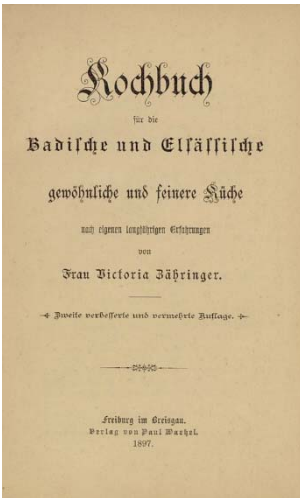 Kochbuch
für die
Badische und Elsässische
gewöhnliche und feinere Küche
nach eigenen langjährigen Erfahrungen
von
Frau Victoria Zähringer.
Zweite verbesserte und vermehrte Auflage.
Freiburg im Breisgau.
Verlag von Paul Waetzel.
1897.